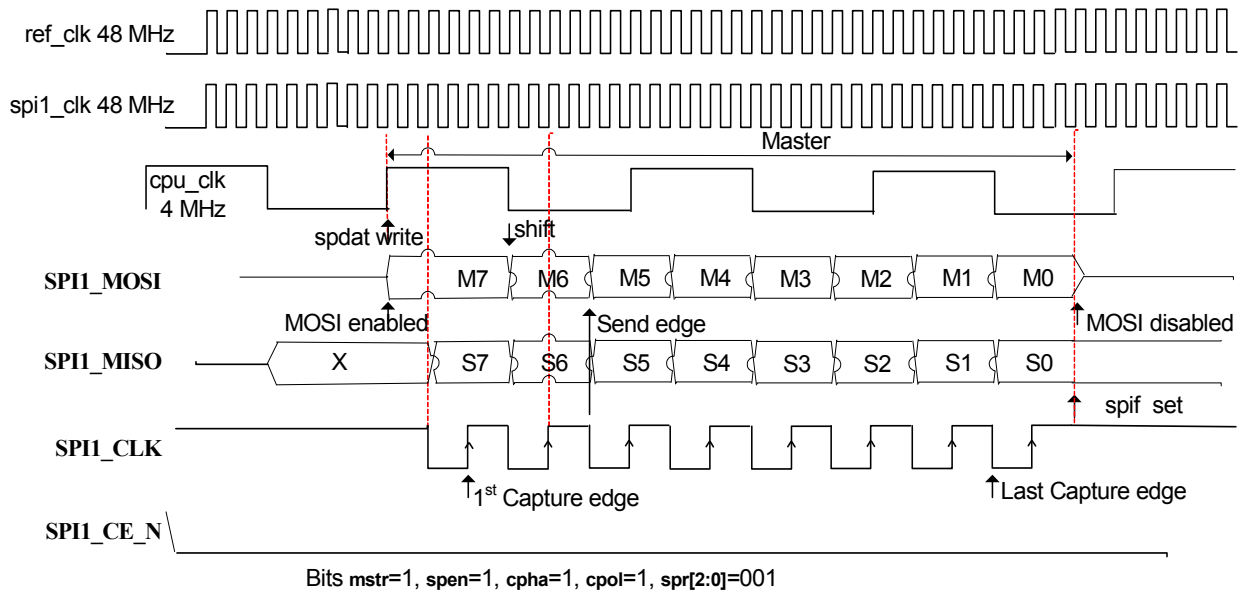 ref_clk 48 MHz
spi1_clk 48 MHz
Master
cpu_clk
4 MHz
spdat write
shift
SPI1_MOSI
M7 M6 M5 M4 M3 M2 M1 M0
MOSI enabled
Send edge
MOSI disabled
SPI1_MISO
X S7 S6 S5 S4 S3 S2 S1 S0
spif set
SPI1_CLK
1st Capture edge
Last Capture edge
SPI1_CE_N
Bits mstr=1, spen=1, cpha=1, cpol=1, spr[2:0]=001